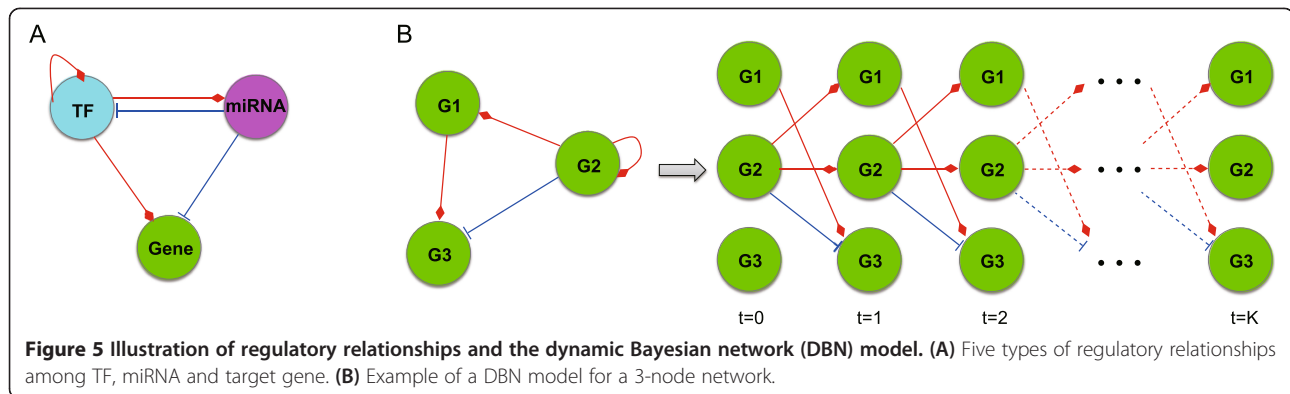 A
B
TF
miRNA
Gene
G1
G2
G3
G1 G1 G1 • • • G1
G2 G2 G2 • • • G2
G3 G3 G3 • • • G3
t=0 t=1 t=2 t=K
Figure 5 Illustration of regulatory relationships and the dynamic Bayesian network (DBN) model. (A) Five types of regulatory relationships
among TF, miRNA and target gene. (B) Example of a DBN model for a 3-node network.